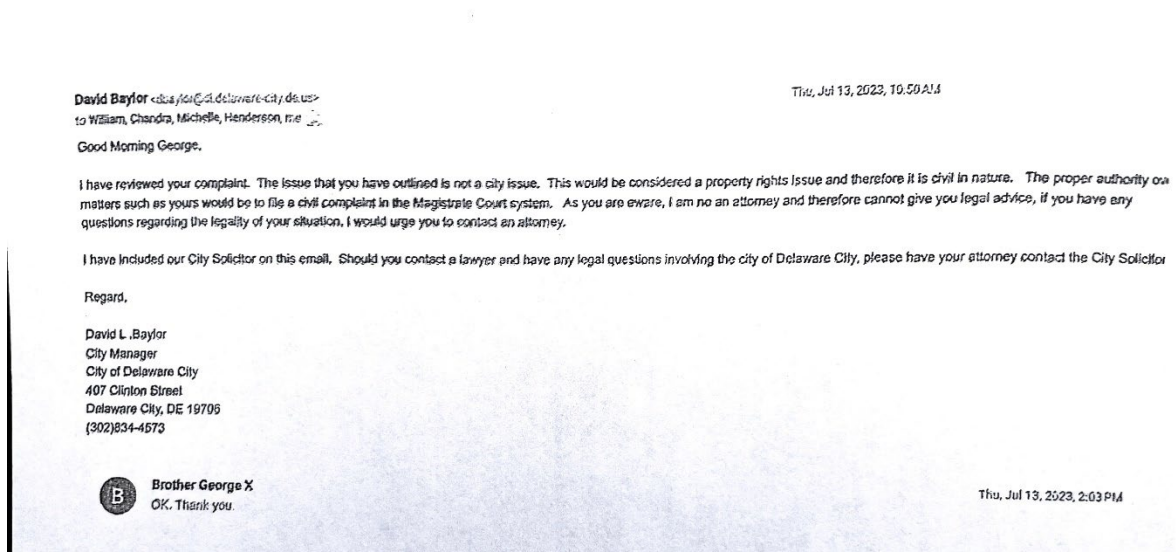 David Baylor
Thu, Jul 13, 2023, 10:50 AM
to William, Chandra, Michelle, Henderson, me
Good Morning George,
I have reviewed your complaint. The issue that you have outlined is not a city issue. This would be considered a property rights issue and therefore it is civil in nature. The proper authority
matters such as yours would be to file a civil complaint in the Magistrate Court system. As you are aware, I am no an attorney and therefore cannot give you legal advice, if you have any
questions regarding the legality of your situation, I would urge you to contact an attorney.
I have included our City Solicitor on this email. Should you contact a lawyer and have any legal questions involving the city of Delaware City, please have your attorney contact the City Solicitor
Regard,
David L .Baylor
City Manager
City of Delaware City
407 Clinton Street
Delaware City, DE 19706
(302)834-4573
B
Brother George X
Thu, Jul 13, 2023, 2:03 PM
OK. Thank you.